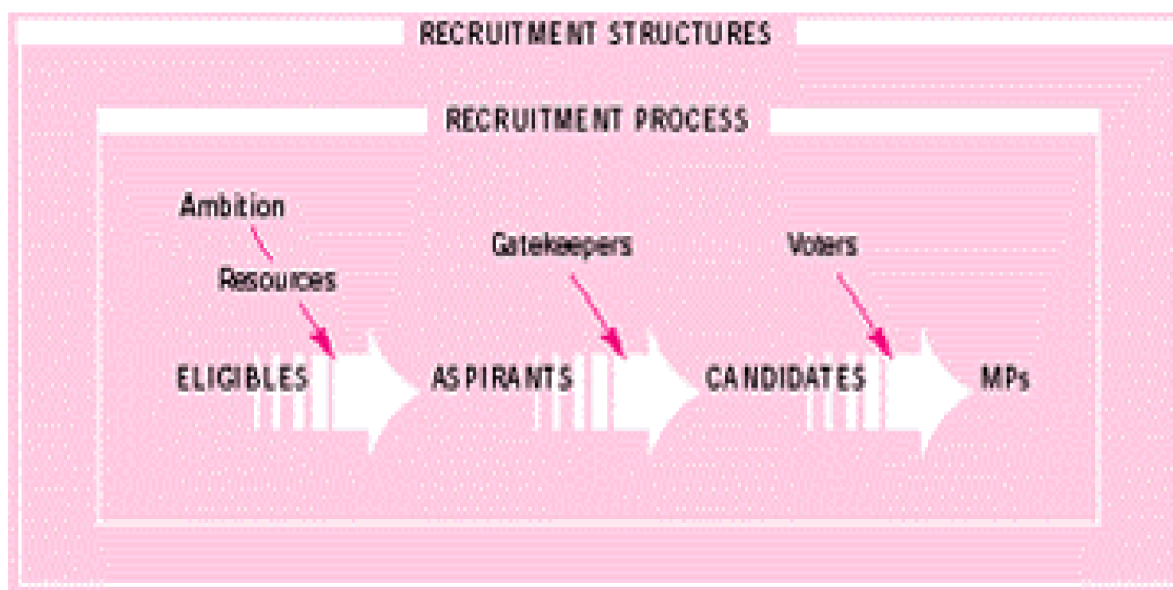 RECRUITMENT STRUCTURES
RECRUITMENT PROCESS
Ambition
Resources
Gatekeepers
Voters
ELIGIBLES ASPIRANTS CANDIDATES MPs